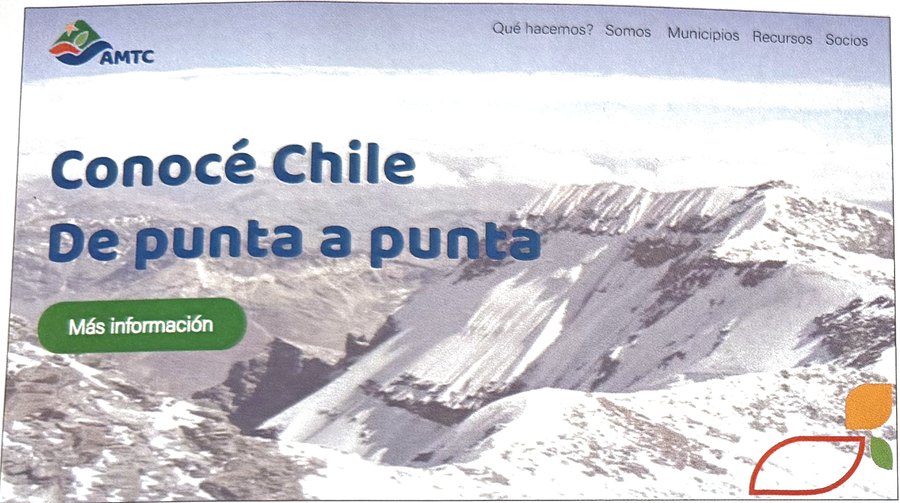 AMTC
Qué hacemos? Somos Municipios Recursos Socios
Conocé Chile
De punta a punta
Más información